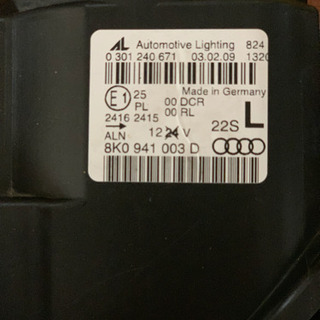 AL Automotive Lighting 824
0 301 240 671 03.02.09 1320
Made in Germany
E1 25 00 DCR
PL 00 RL
2416 2415
12 24 V 22S L
ALN
8K0 941 003 D